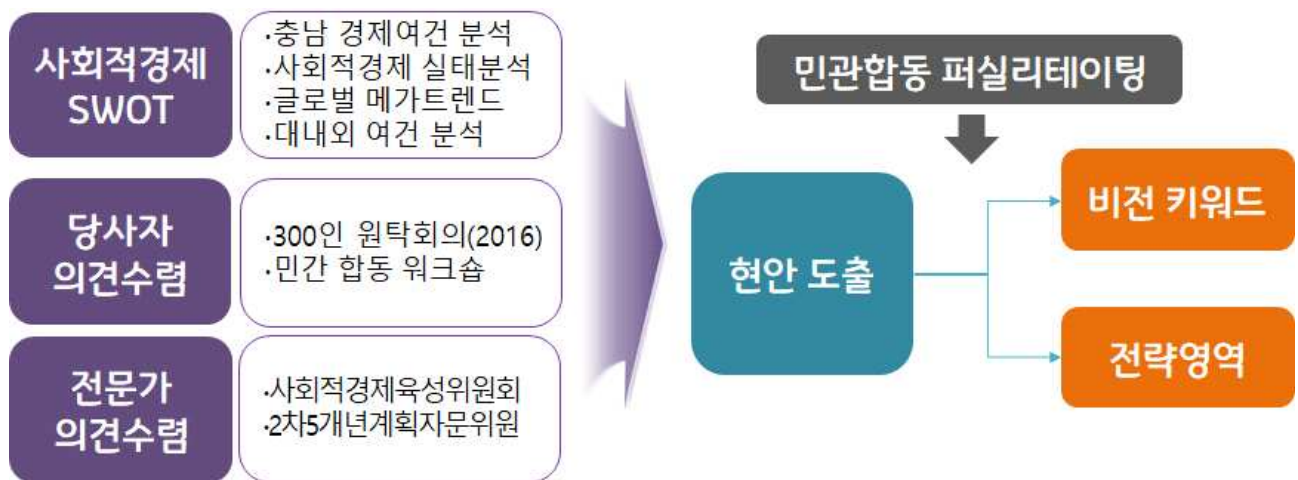 사회적경제
SWOT
·충남 경제여건 분석
·사회적경제 실태분석
·글로벌 메가트렌드
·대내외 여건 분석
당사자
의견수렴
·300인 원탁회의(2016)
·민간 합동 워크숍
전문가
의견수렴
·사회적경제육성위원회
·2차5개년계획자문위원
민관합동 퍼실리테이팅
현안 도출
비전 키워드
전략영역